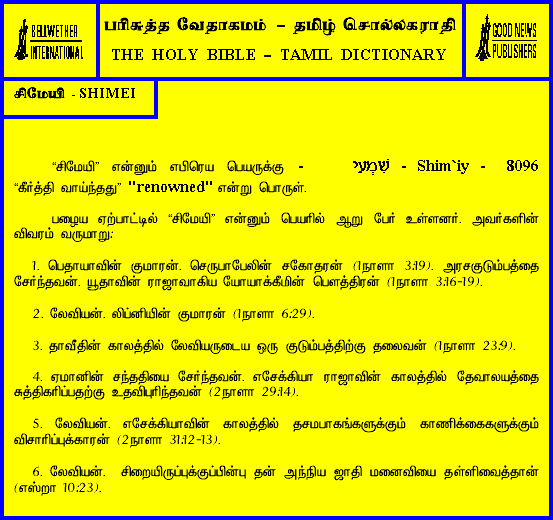 BELLWETHER
INTERNATIONAL
பரிசுத்த வேதாகமம் – தமிழ் சொல்லகராதி
THE HOLY BIBLE – TAMIL DICTIONARY
GOOD NEWS
PUBLISHERS
சிமேயி - SHIMEI
“சிமேயி” என்னும் எபிரெய பெயருக்கு - שִׁמְעִי - Shim`iy - 8096
“கீர்த்தி வாய்ந்தது” "renowned" என்று பொருள்.
பழைய ஏற்பாட்டில் “சிமேயி” என்னும் பெயரில் ஆறு பேர் உள்ளனர். அவர்களின்
விவரம் வருமாறு:
1. பெதாயாவின் குமாரன். செருபாபேலின் சகோதரன் (1நாளா 3:19). அரசகுடும்பத்தை
சேர்ந்தவன். யூதாவின் ராஜாவாகிய யோயாக்கீமின் பௌத்திரன் (1நாளா 3:16-19).
2. லேவியன். லிப்னியின் குமாரன் (1நாளா 6:29).
3. தாவீதின் காலத்தில் லேவியருடைய ஒரு குடும்பத்திற்கு தலைவன் (1நாளா 23:9).
4. ஏமானின் சந்ததியை சேர்ந்தவன். எசேக்கியா ராஜாவின் காலத்தில் தேவாலயத்தை
சுத்திகரிப்பதற்கு உதவிபுரிந்தவன் (2நாளா 29:14).
5. லேவியன். எசேக்கியாவின் காலத்தில் தசமபாகங்களுக்கும் காணிக்கைகளுக்கும்
விசாரிப்புக்காரன் (2நாளா 31:12-13).
6. லேவியன். சிறையிருப்புக்குப்பின்பு தன் அந்நிய ஜாதி மனைவியை தள்ளிவைத்தான்
(எஸ்றா 10:23).